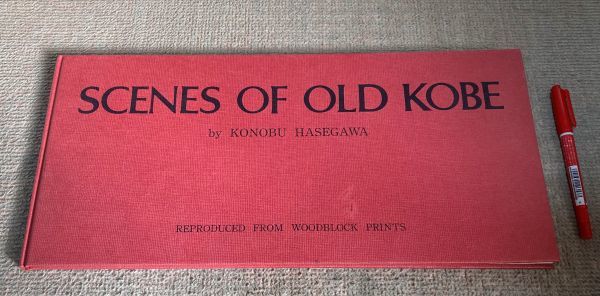 SCENES OF OLD KOBE
by KONOBU HASEGAWA
REPRODUCED FROM WOODBLOCK PRINTS